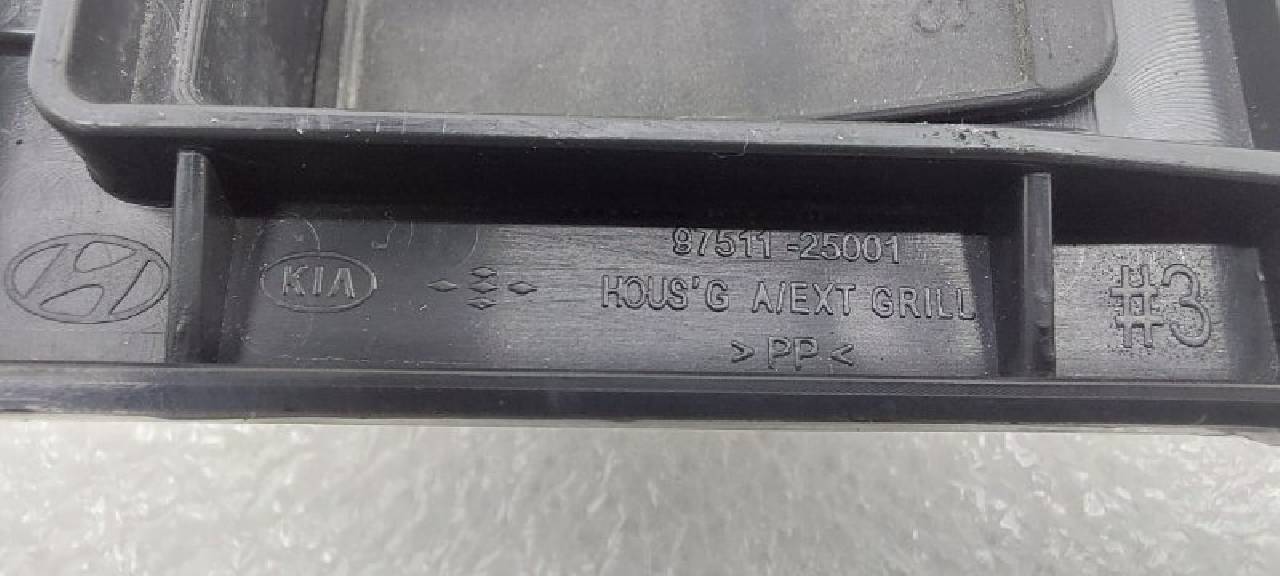 KIA
97511-25001
HOUS'G A/EXT GRILL
>PP<
#3